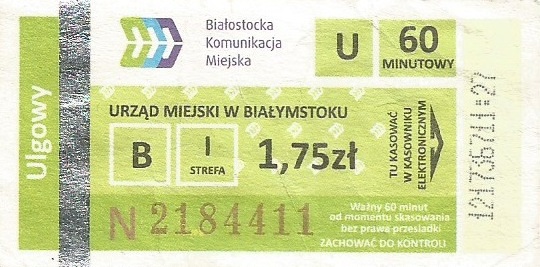 Ulgowy
Białostocka
Komunikacja
Miejska
U
60
MINUTOWY
URZĄD MIEJSKI W BIAŁYMSTOKU
B
I
STREFA
1,75zł
TU KASOWAĆ
W KASOWNIKU
ELEKTRONICZNYM
N 2184411
Ważny 60 minut
od momentu skasowania
bez prawa przesiadki
ZACHOWAĆ DO KONTROLI